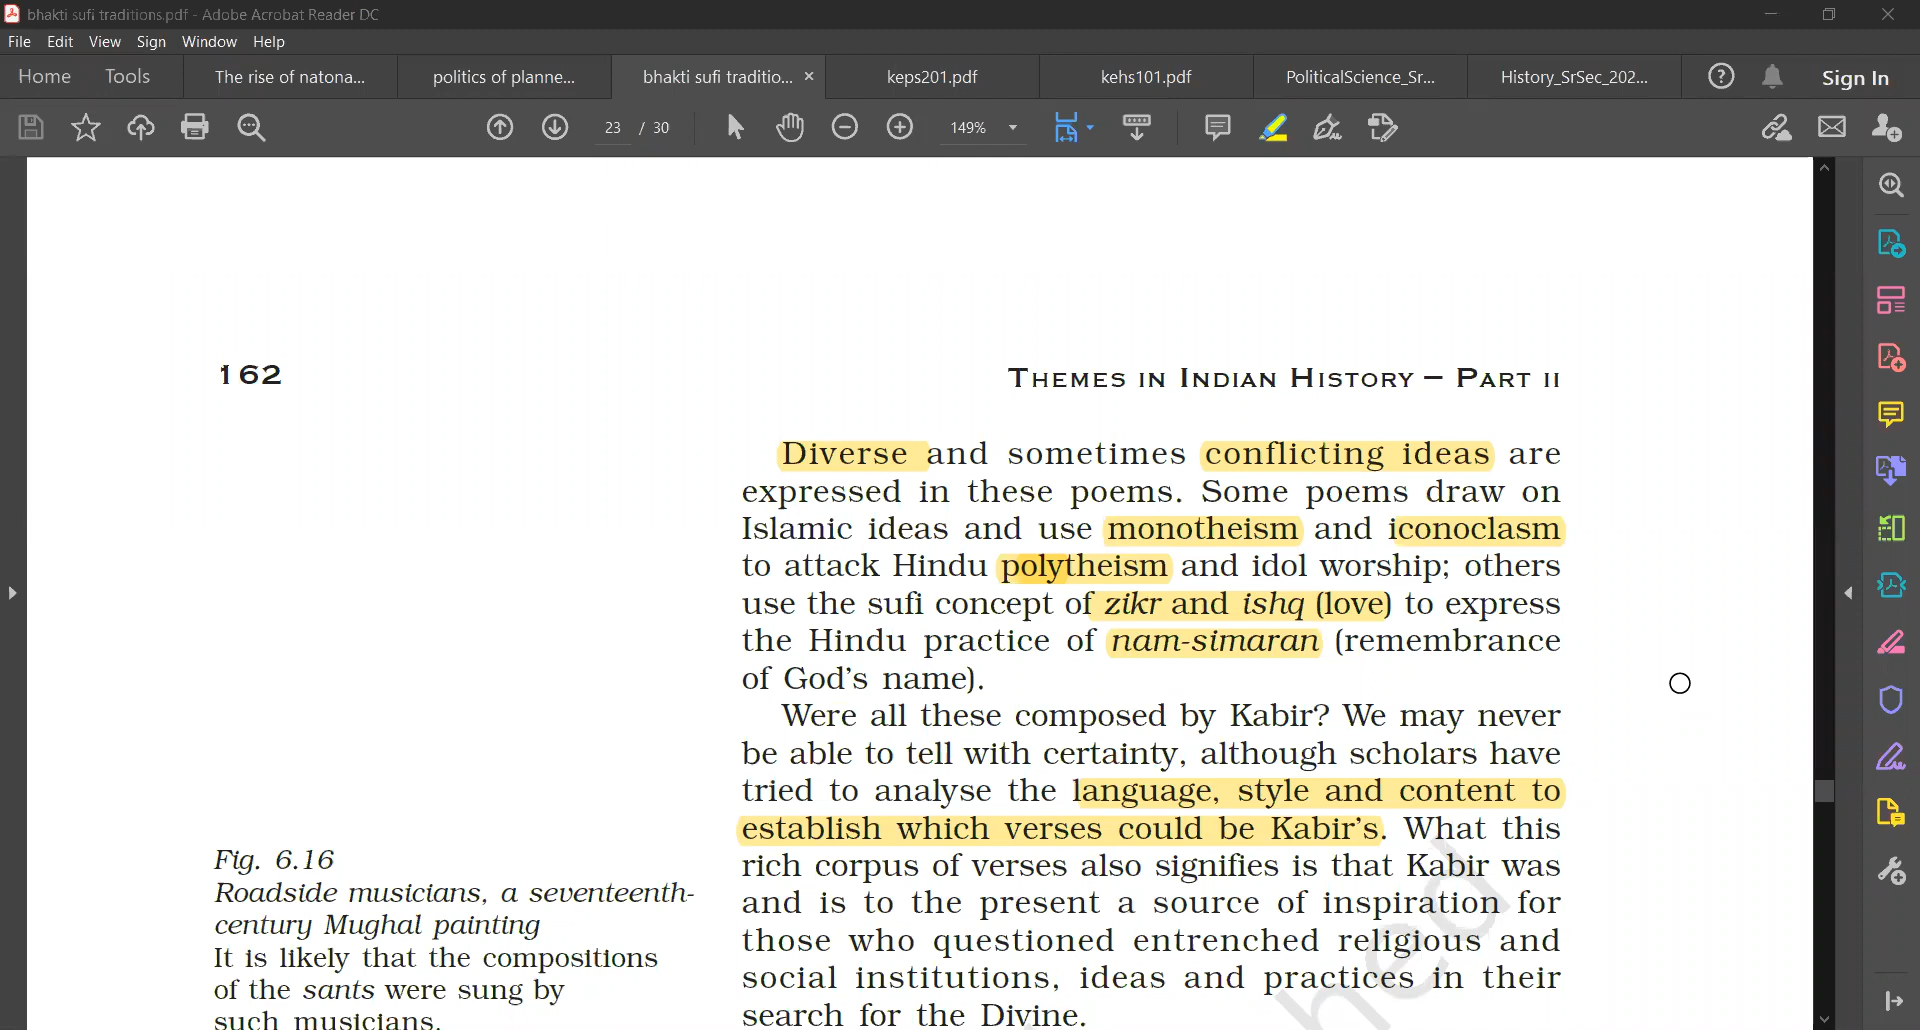 bhakti sufi traditions.pdf - Adobe Acrobat Reader DC
File Edit View Sign Window Help
Home Tools The rise of natona... politics of planne... bhakti sufi traditio... × keps201.pdf kehs101.pdf PoliticalScience_Sr... History_SrSec_202... Sign In
23 / 30 149%
162 THEMES IN INDIAN HISTORY – PART II
Diverse and sometimes conflicting ideas are
expressed in these poems. Some poems draw on
Islamic ideas and use monotheism and iconoclasm
to attack Hindu polytheism and idol worship; others
use the sufi concept of zikr and ishq (love) to express
the Hindu practice of nam-simaran (remembrance
of God's name).
Were all these composed by Kabir? We may never
be able to tell with certainty, although scholars have
tried to analyse the language, style and content to
establish which verses could be Kabir's. What this
rich corpus of verses also signifies is that Kabir was
and is to the present a source of inspiration for
those who questioned entrenched religious and
social institutions, ideas and practices in their
search for the Divine.
Fig. 6.16
Roadside musicians, a seventeenth-
century Mughal painting
It is likely that the compositions
of the sants were sung by
such musicians.
hed